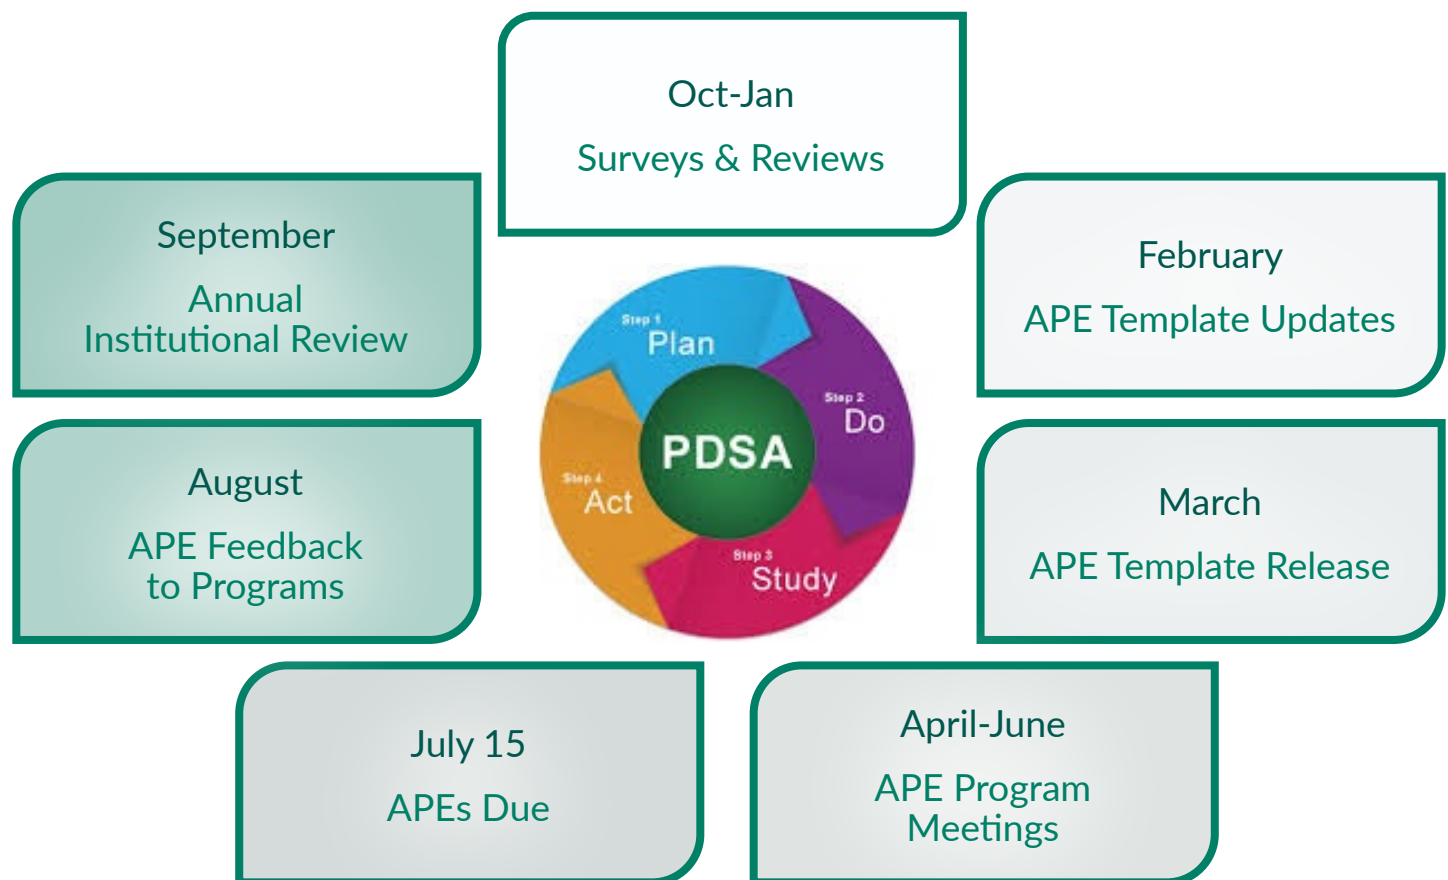 Oct-Jan
Surveys & Reviews
February
APE Template Updates
March
APE Template Release
April-June
APE Program
Meetings
July 15
APEs Due
August
APE Feedback
to Programs
September
Annual
Institutional Review
Step 1
Plan
Step 2
Do
Step 3
Study
Step 4
Act
PDSA